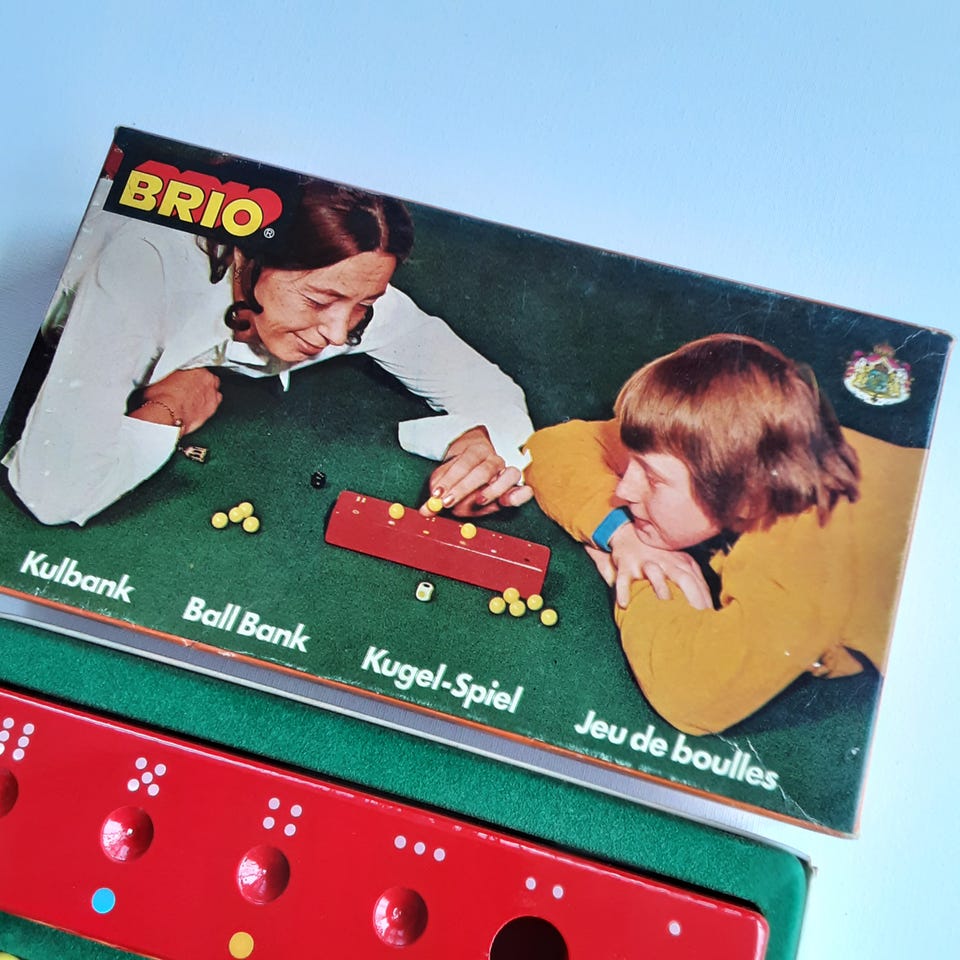 BRIO®
Kulbank
Ball Bank
Kugel-Spiel
Jeu de boulles